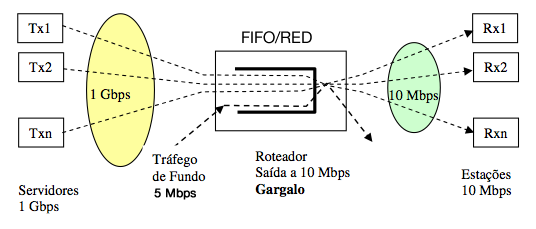 FIFO/RED
Tx1
Tx2
Txn
1 Gbps
10 Mbps
Rx1
Rx2
Rxn
Tráfego
de Fundo
5 Mbps
Roteador
Saída a 10 Mbps
Gargalo
Servidores
1 Gbps
Estações
10 Mbps